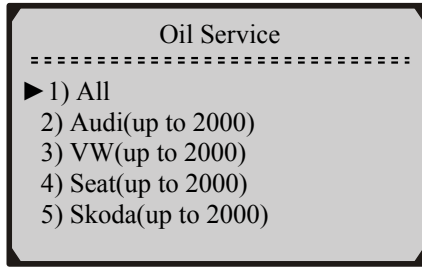 Oil Service
►1) All
2) Audi(up to 2000)
3) VW(up to 2000)
4) Seat(up to 2000)
5) Skoda(up to 2000)